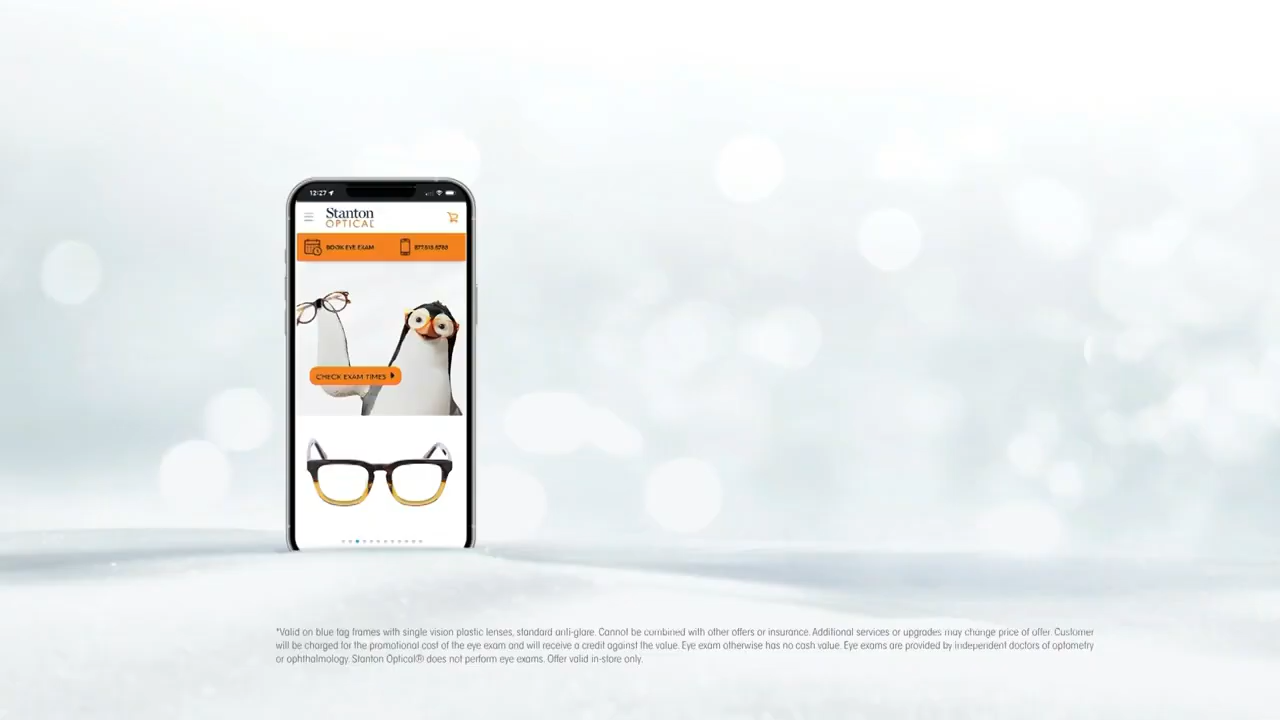 12:27
Stanton
OPTICAL
BOOK EYE EXAM
CHECK EXAM TIMES
*Valid on blue tag frames with single vision plastic lenses, standard anti-glare. Cannot be combined with other offers or insurance. Additional services or upgrades may change price of offer. Customer
will be charged for the promotional cost of the eye exam and will receive a credit against the value. Eye exam otherwise has no cash value. Eye exams are provided by independent doctors of optometry
or ophthalmology. Stanton Optical® does not perform eye exams. Offer valid in-store only.